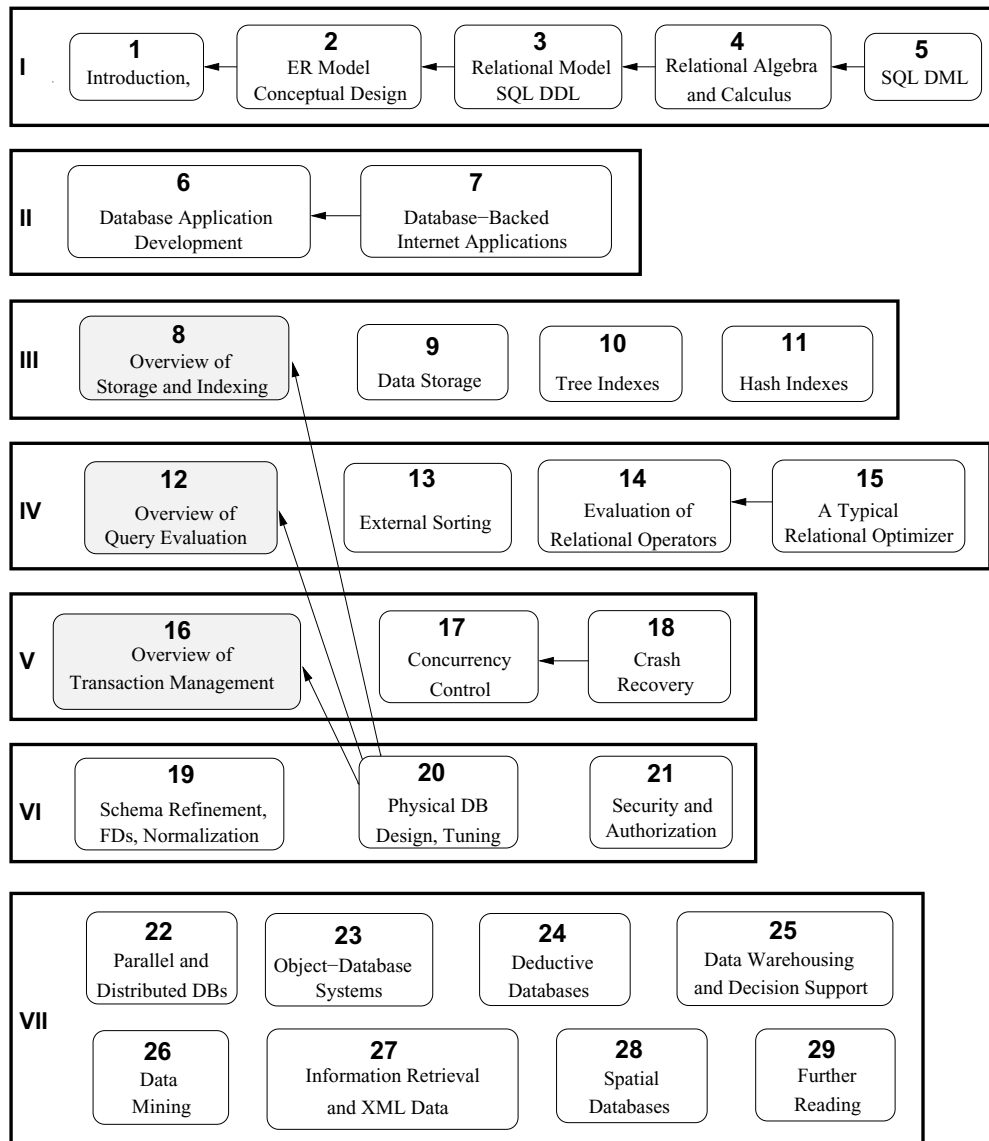 I
1
Introduction,
2
ER Model
Conceptual Design
3
Relational Model
SQL DDL
4
Relational Algebra
and Calculus
5
SQL DML
II
6
Database Application
Development
7
Database−Backed
Internet Applications
III
8
Overview of
Storage and Indexing
9
Data Storage
10
Tree Indexes
11
Hash Indexes
IV
12
Overview of
Query Evaluation
13
External Sorting
14
Evaluation of
Relational Operators
15
A Typical
Relational Optimizer
V
16
Overview of
Transaction Management
17
Concurrency
Control
18
Crash
Recovery
VI
19
Schema Refinement,
FDs, Normalization
20
Physical DB
Design, Tuning
21
Security and
Authorization
VII
22
Parallel and
Distributed DBs
23
Object−Database
Systems
24
Deductive
Databases
25
Data Warehousing
and Decision Support
26
Data
Mining
27
Information Retrieval
and XML Data
28
Spatial
Databases
29
Further
Reading